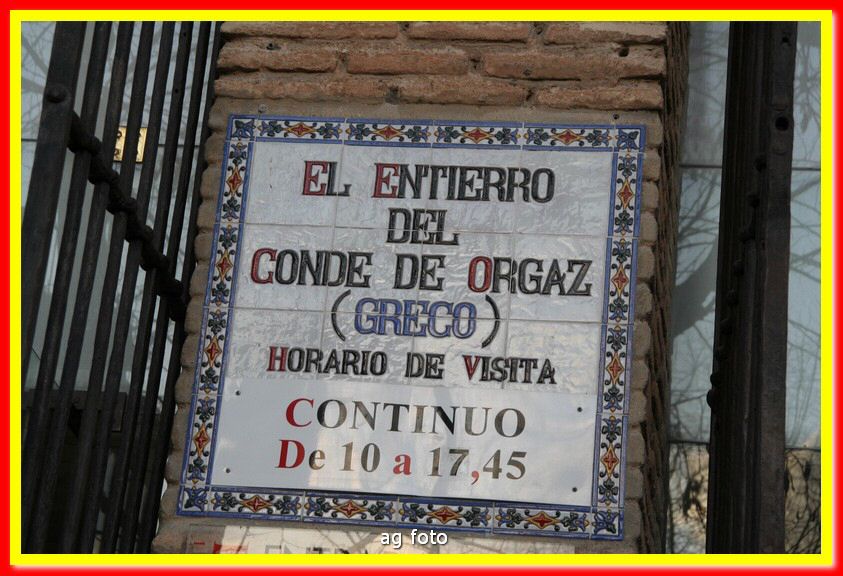 EL ENTIERRO
DEL
CONDE DE ORGAZ
(GRECO)
HORARIO DE VISITA
CONTINUO
De 10 a 17,45
ag foto